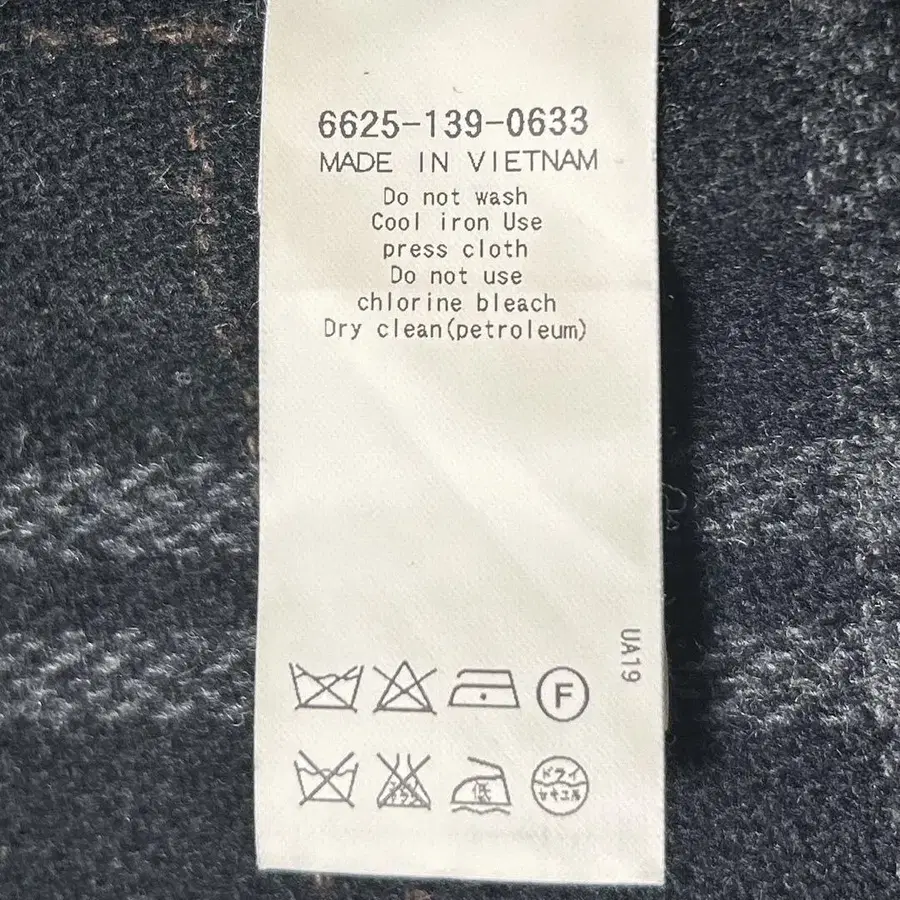 6625-139-0633
MADE IN VIETNAM
Do not wash
Cool iron Use
press cloth
Do not use
chlorine bleach
Dry clean(petroleum)
UA19
F
低
ドライ
セキユ系